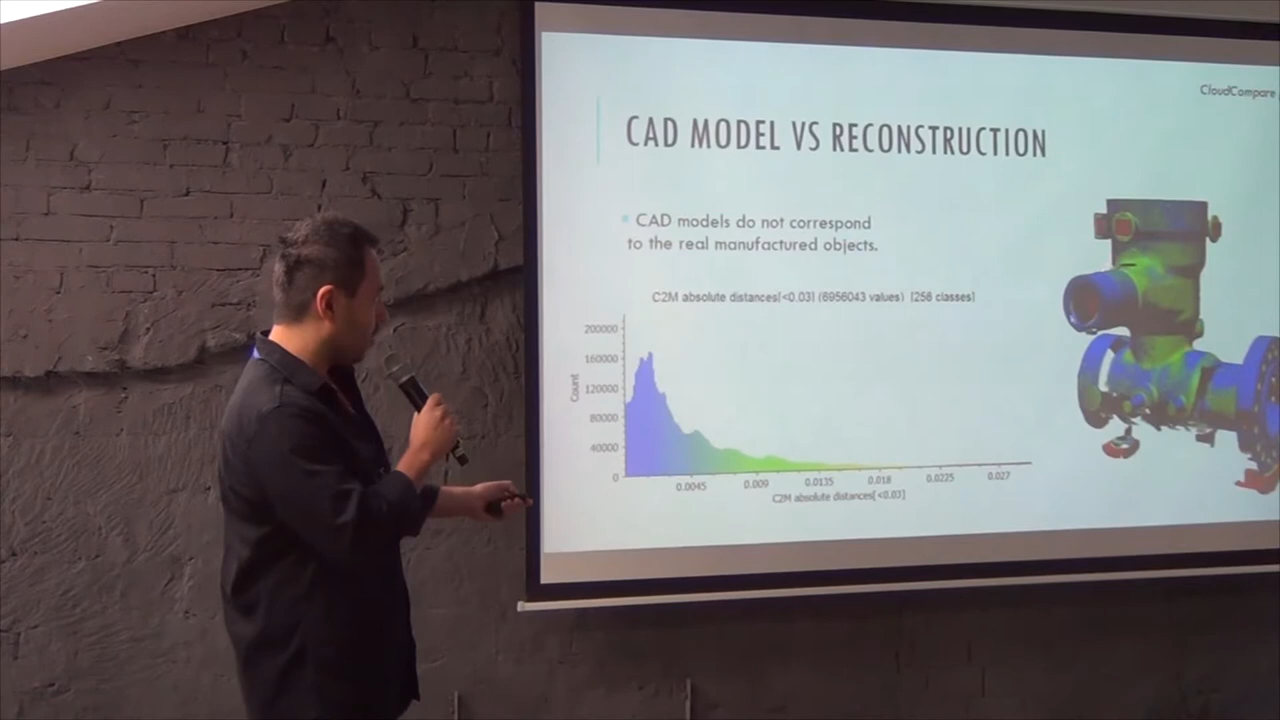 CloudCompare
CAD MODEL VS RECONSTRUCTION
CAD models do not correspond
to the real manufactured objects.
C2M absolute distances[<0.03] (6956043 values) [256 classes]
200000
160000
120000
80000
40000
0
Count
0.0045
0.009
0.0135
0.018
0.0225
0.027
C2M absolute distances[<0.03]